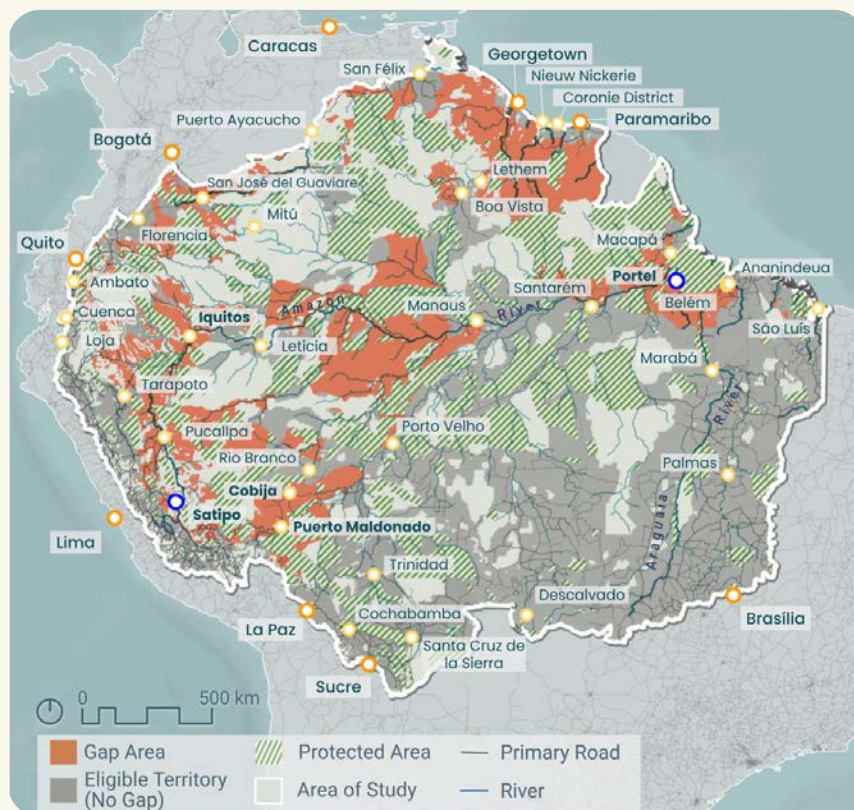 Caracas
Georgetown
San Félix
Nieuw Nickerie
Coronie District
Puerto Ayacucho
Paramaribo
Bogotá
Lethem
San José del Guaviare
Boa Vista
Mitú
Florencia
Macapá
Quito
Portel
Ananindeua
Ambato
Santarém
Iquitos
Amazon
Manaus
River
Belém
Cuenca
São Luís
Loja
Leticia
Marabá
Tarapoto
River
Pucallpa
Porto Velho
Rio Branco
Palmas
Cobija
Satipo
Araguaia
Lima
Puerto Maldonado
Trinidad
Descalvado
Brasília
La Paz
Cochabamba
Santa Cruz de
la Sierra
Sucre
0 500 km
Gap Area
Protected Area
Primary Road
Eligible Territory
(No Gap)
Area of Study
River